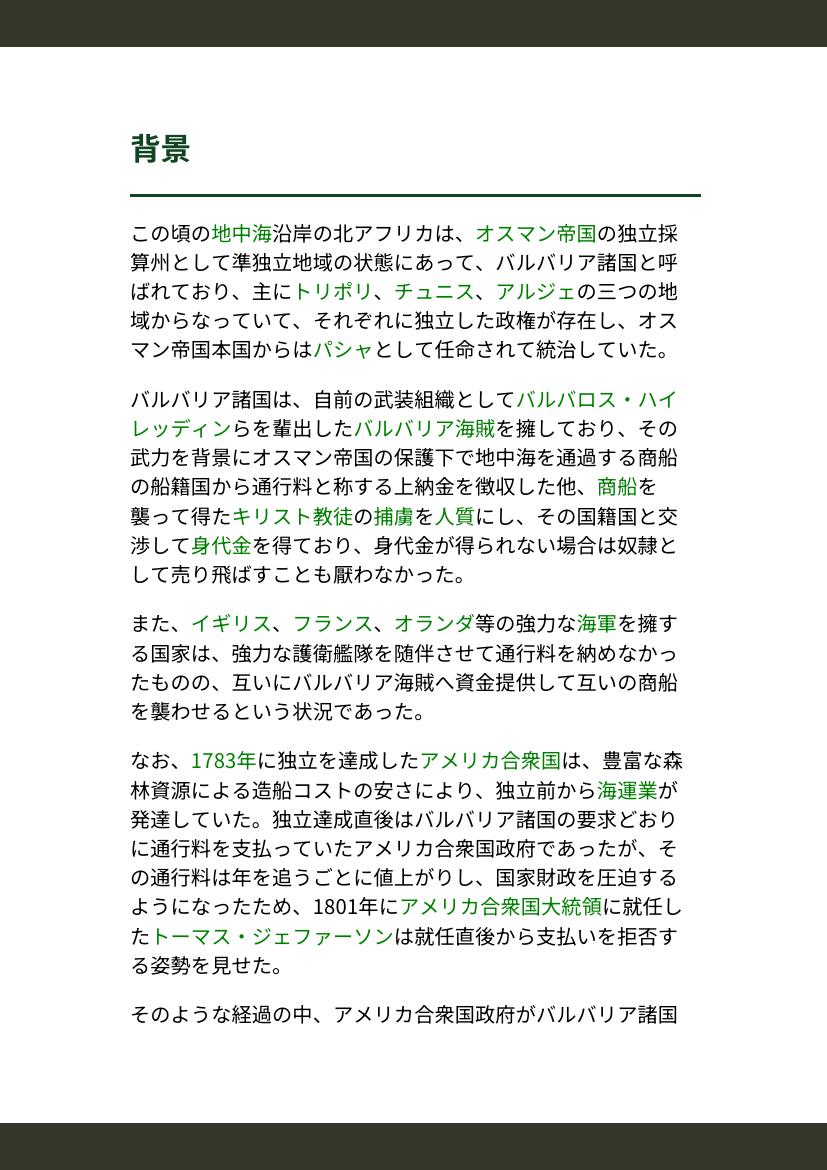 背景
この頃の地中海沿岸の北アフリカは、オスマン帝国の独立採
算州として準独立地域の状態にあって、バルバリア諸国と呼
ばれており、主にトリポリ、チュニス、アルジェの三つの地
域からなっていて、それぞれに独立した政権が存在し、オス
マン帝国本国からはパシャとして任命されて統治していた。
バルバリア諸国は、自前の武装組織としてバルバロス・ハイ
レッディンらを輩出したバルバリア海賊を擁しており、その
武力を背景にオスマン帝国の保護下で地中海を通過する商船
の船籍国から通行料と称する上納金を徴収した他、商船を
襲って得たキリスト教徒の捕虜を人質にし、その国籍国と交
渉して身代金を得ており、身代金が得られない場合は奴隷と
して売り飛ばすことも厭わなかった。
また、イギリス、フランス、オランダ等の強力な海軍を擁す
る国家は、強力な護衛艦隊を随伴させて通行料を納めなかっ
たものの、互いにバルバリア海賊へ資金提供して互いの商船
を襲わせるという状況であった。
なお、1783年に独立を達成したアメリカ合衆国は、豊富な森
林資源による造船コストの安さにより、独立前から海運業が
発達していた。独立達成直後はバルバリア諸国の要求どおり
に通行料を支払っていたアメリカ合衆国政府であったが、そ
の通行料は年を追うごとに値上がりし、国家財政を圧迫する
ようになったため、1801年にアメリカ合衆国大統領に就任し
たトーマス・ジェファーソンは就任直後から支払いを拒否す
る姿勢を見せた。
そのような経過の中、アメリカ合衆国政府がバルバリア諸国